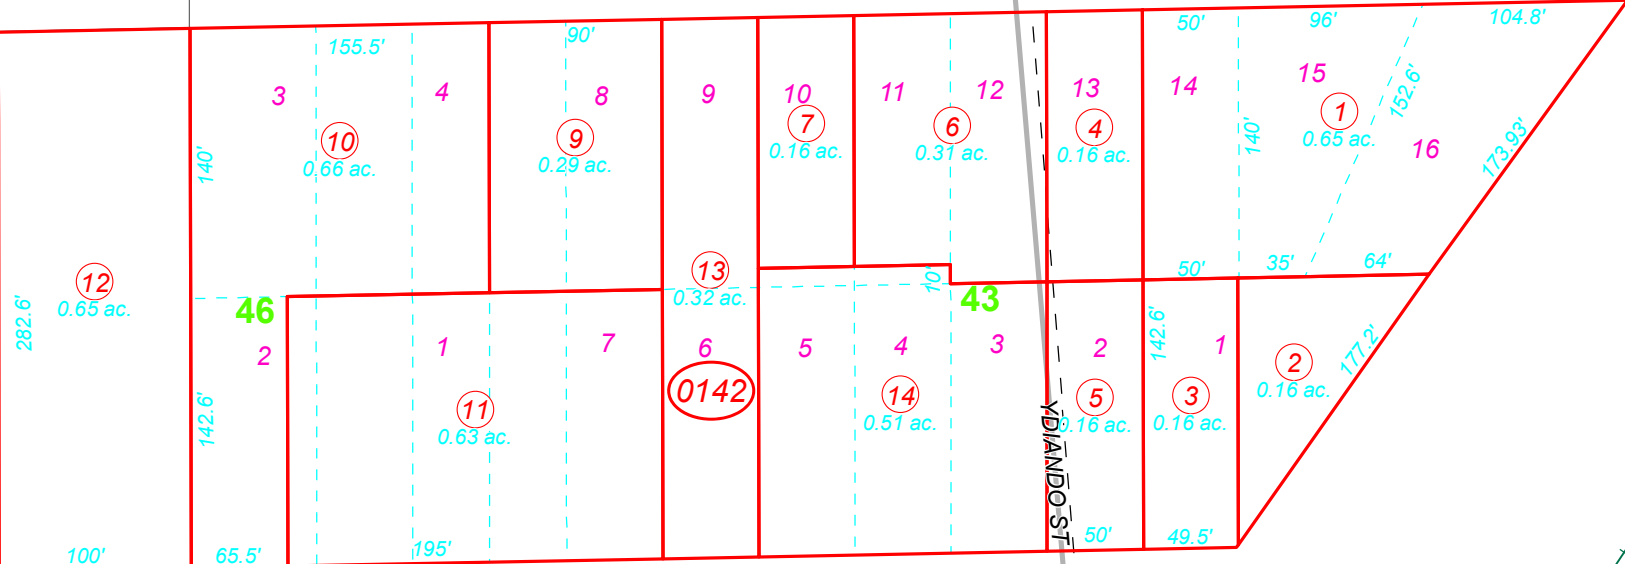 50' 96' 104.8'
155.5' 90'
3 4 8 9 10 11 12 13 14 15
152.6'
10 9 7 6 4 1
0.66 ac. 0.29 ac. 0.16 ac. 0.31 ac. 0.16 ac. 0.65 ac.
140' 140' 16 173.93'
12 13 10' 50' 35' 64'
0.65 ac. 0.32 ac.
46 43
282.6' 2 1 7 6 5 4 3 2 142.6' 1 177.2'
2
0.16 ac.
0142
142.6' 11 14 5 3
0.63 ac. 0.51 ac. 0.16 ac. 0.16 ac.
YDIANDO ST
100' 65.5' 195' 50' 49.5'